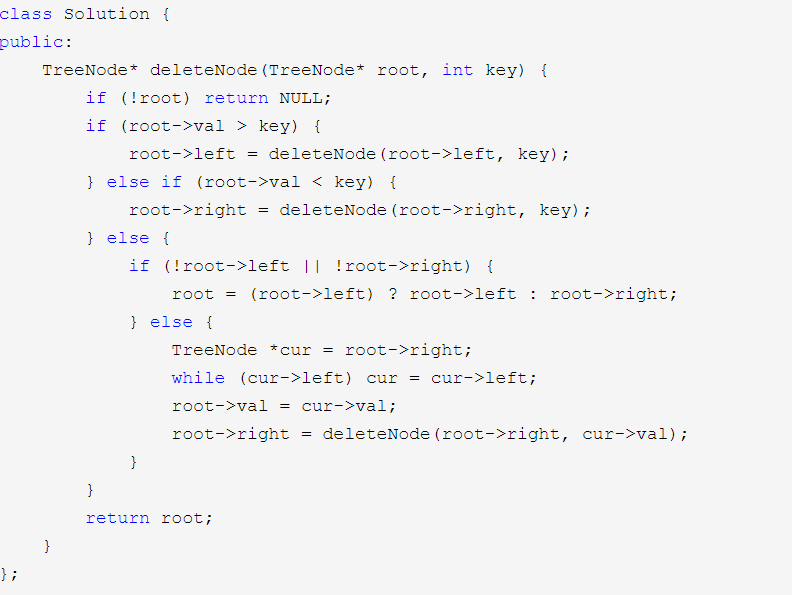 class Solution {
public:
    TreeNode* deleteNode(TreeNode* root, int key) {
        if (!root) return NULL;
        if (root->val > key) {
            root->left = deleteNode(root->left, key);
        } else if (root->val < key) {
            root->right = deleteNode(root->right, key);
        } else {
            if (!root->left || !root->right) {
                root = (root->left) ? root->left : root->right;
            } else {
                TreeNode *cur = root->right;
                while (cur->left) cur = cur->left;
                root->val = cur->val;
                root->right = deleteNode(root->right, cur->val);
            }
        }
        return root;
    }
};